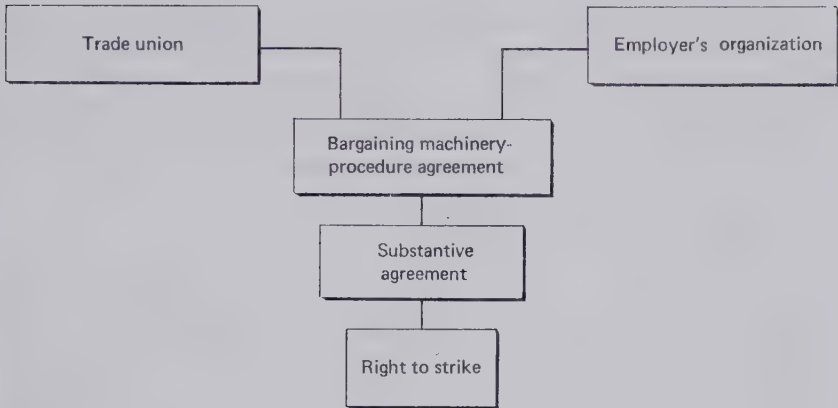 Trade union
Employer's organization
Bargaining machinery-
procedure agreement
Substantive
agreement
Right to strike